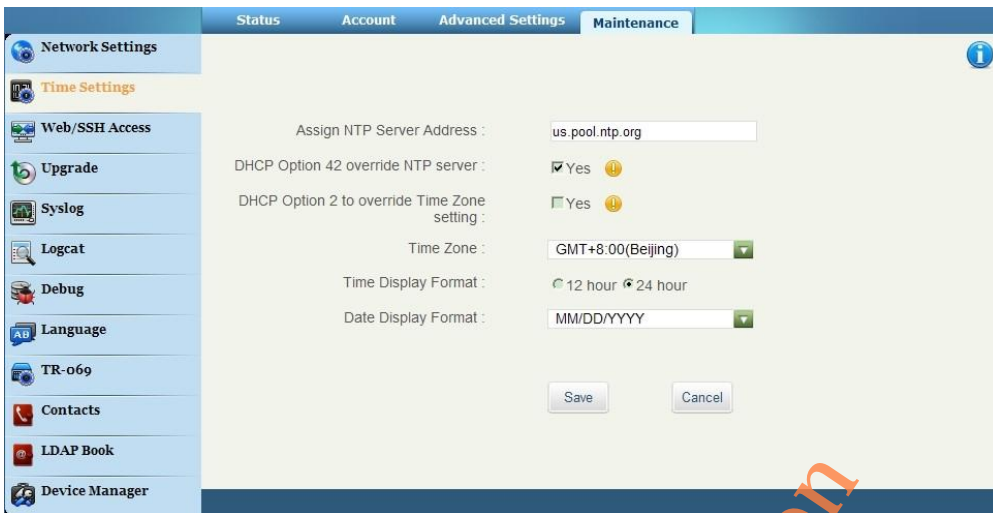 Status Account Advanced Settings Maintenance
Network Settings
Time Settings
Web/SSH Access
Upgrade
Syslog
Logcat
Debug
Language
TR-069
Contacts
LDAP Book
Device Manager
Assign NTP Server Address : us.pool.ntp.org
DHCP Option 42 override NTP server : Yes
DHCP Option 2 to override Time Zone
setting : Yes
Time Zone : GMT+8:00(Beijing)
Time Display Format : 12 hour 24 hour
Date Display Format : MM/DD/YYYY
Save Cancel
on